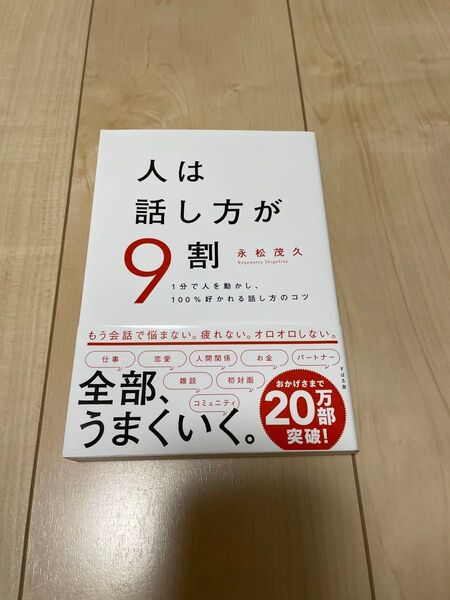 人は
話し方が
9割
永松茂久
Nagamatsu Shigehisa
1分で人を動かし、
100%好かれる話し方のコツ
もう会話で悩まない。疲れない。オロオロしない。
仕事
恋愛
人間関係
お金
パートナー
雑談
初対面
コミュニティ
全部、
うまくいく。
おかげさまで
20万部
突破!
すばる舎